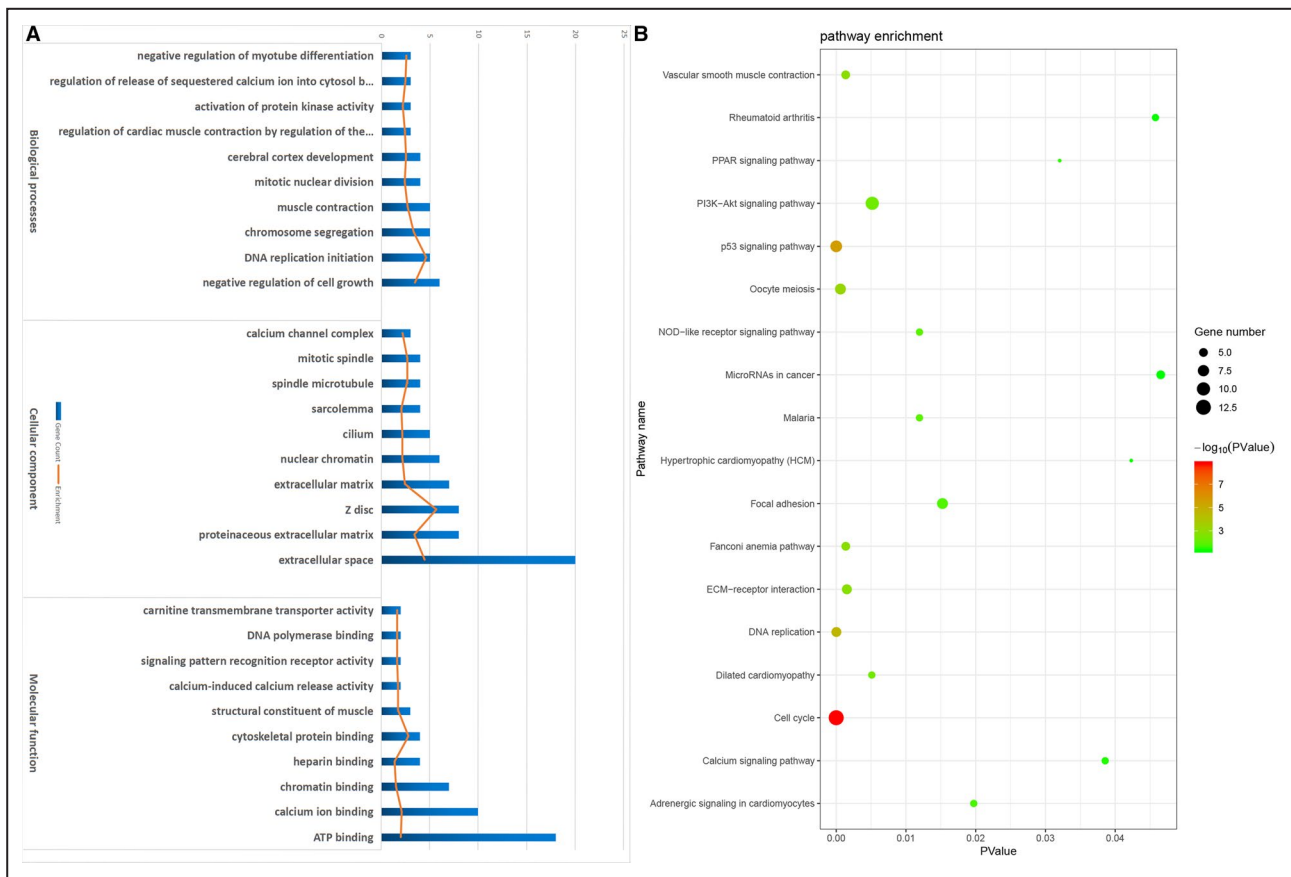 A
0
5
10
15
20
25
Biological processes
negative regulation of myotube differentiation
regulation of release of sequestered calcium ion into cytosol b...
activation of protein kinase activity
regulation of cardiac muscle contraction by regulation of the...
cerebral cortex development
mitotic nuclear division
muscle contraction
chromosome segregation
DNA replication initiation
negative regulation of cell growth
Cellular component
calcium channel complex
mitotic spindle
spindle microtubule
sarcolemma
cilium
nuclear chromatin
extracellular matrix
Z disc
proteinaceous extracellular matrix
extracellular space
Gene Count
Enrichment
Molecular function
carnitine transmembrane transporter activity
DNA polymerase binding
signaling pattern recognition receptor activity
calcium-induced calcium release activity
structural constituent of muscle
cytoskeletal protein binding
heparin binding
chromatin binding
calcium ion binding
ATP binding
B
pathway enrichment
Pathway name
Vascular smooth muscle contraction
Rheumatoid arthritis
PPAR signaling pathway
PI3K−Akt signaling pathway
p53 signaling pathway
Oocyte meiosis
NOD−like receptor signaling pathway
MicroRNAs in cancer
Malaria
Hypertrophic cardiomyopathy (HCM)
Focal adhesion
Fanconi anemia pathway
ECM−receptor interaction
DNA replication
Dilated cardiomyopathy
Cell cycle
Calcium signaling pathway
Adrenergic signaling in cardiomyocytes
0.00 0.01 0.02 0.03 0.04
PValue
Gene number
5.0
7.5
10.0
12.5
−log10(PValue)
7
5
3